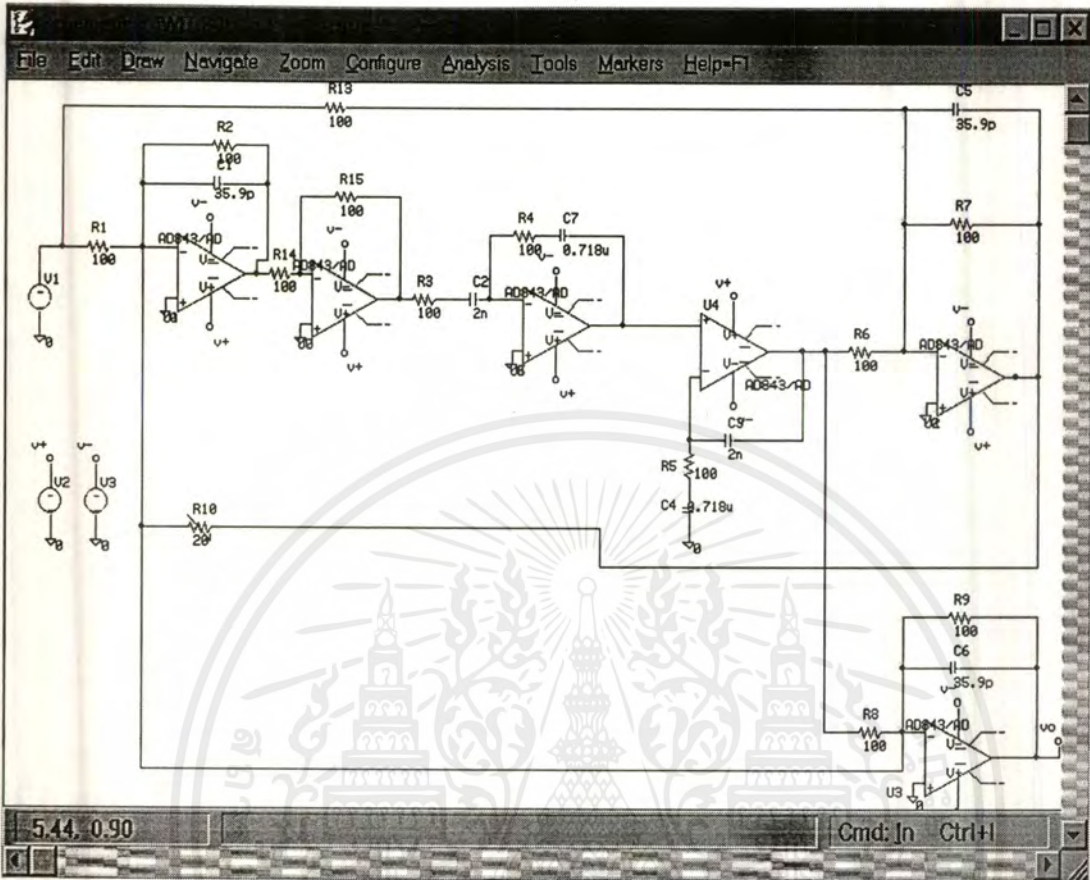 File Edit Draw Navigate Zoom Configure Analysis Tools Markers Help=F1
R13
100
C5
35.9p
R2
100
C1
35.9p
R15
100
R4
100
C7
0.718u
R7
100
R1
100
V-
AD843/AD
R14
100
V-
AD843/AD
R3
100
C2
2n
V-
AD843/AD
V+
U4
R6
100
V-
AD843/AD
V1
0
V+
V+
AD843/AD
V+
C9
2n
R5
100
C4
0
V+
V2
0
V-
V3
0
R10
20
R9
100
C6
35.9p
V-
R8
100
AD843/AD
vo
U3
0
5.44, 0.90
Cmd: In Ctrl+I